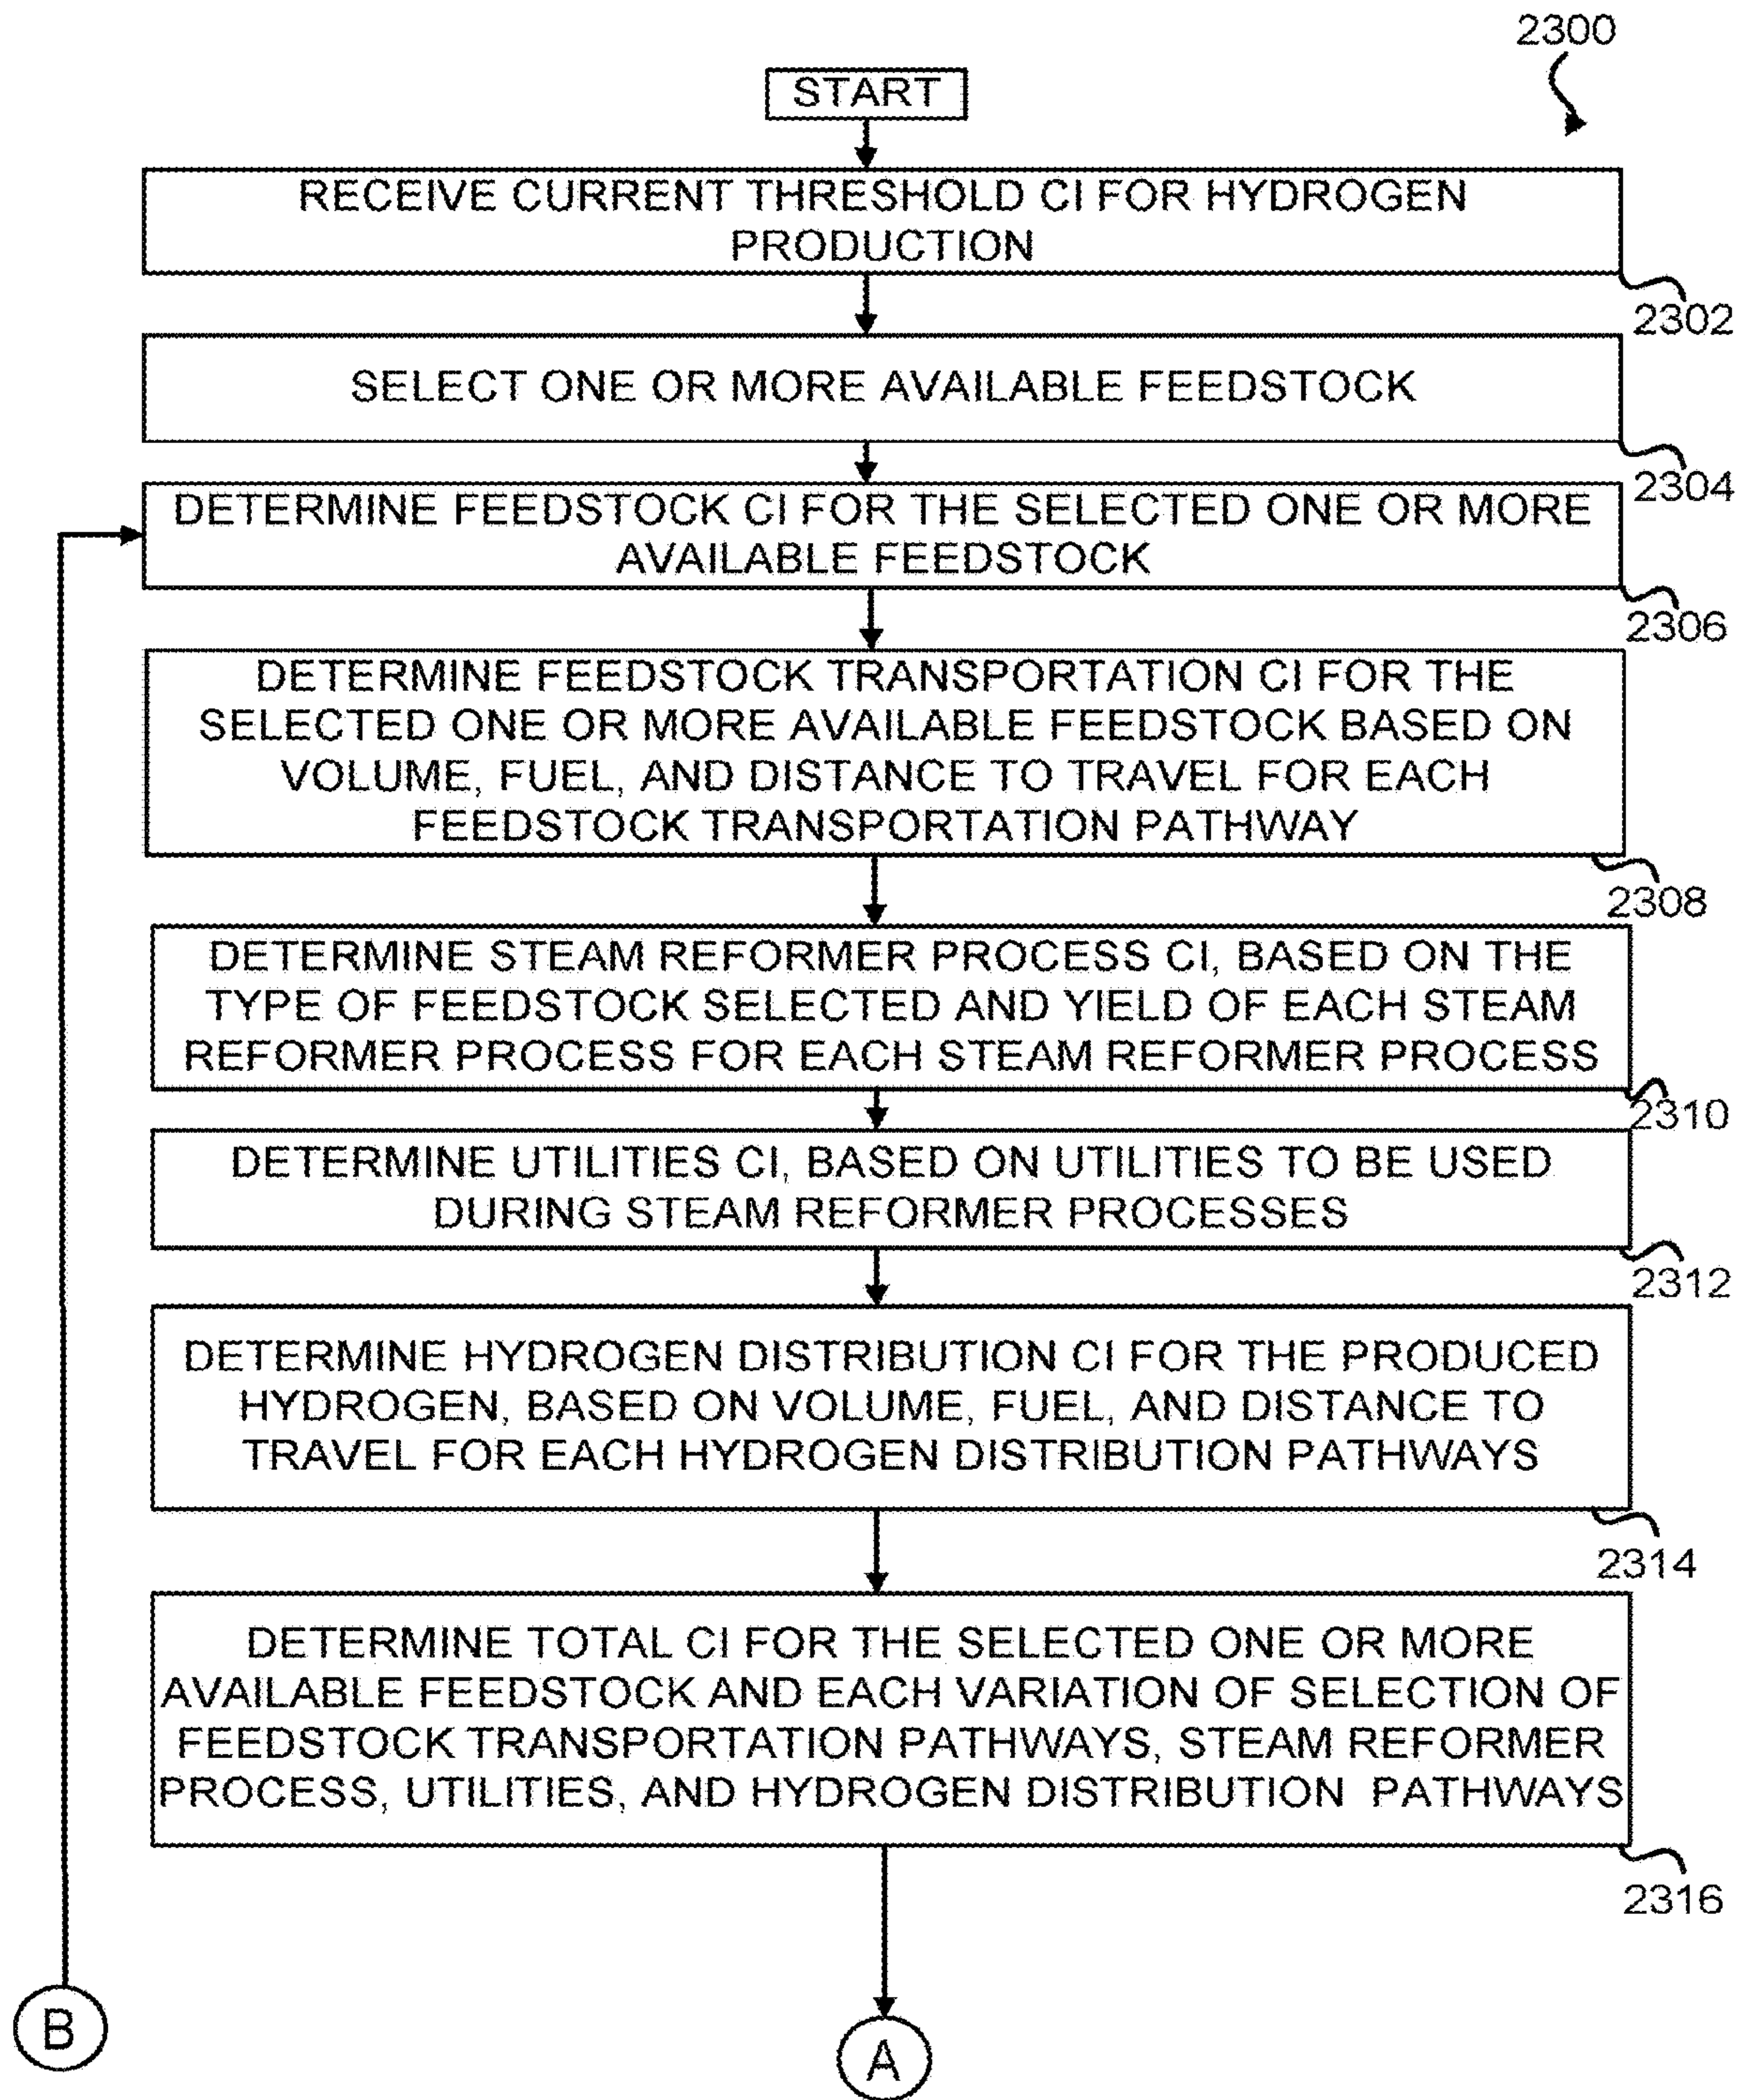 2300
START
RECEIVE CURRENT THRESHOLD CI FOR HYDROGEN
PRODUCTION
2302
SELECT ONE OR MORE AVAILABLE FEEDSTOCK
2304
DETERMINE FEEDSTOCK CI FOR THE SELECTED ONE OR MORE
AVAILABLE FEEDSTOCK
2306
DETERMINE FEEDSTOCK TRANSPORTATION CI FOR THE
SELECTED ONE OR MORE AVAILABLE FEEDSTOCK BASED ON
VOLUME, FUEL, AND DISTANCE TO TRAVEL FOR EACH
FEEDSTOCK TRANSPORTATION PATHWAY
2308
DETERMINE STEAM REFORMER PROCESS CI, BASED ON THE
TYPE OF FEEDSTOCK SELECTED AND YIELD OF EACH STEAM
REFORMER PROCESS FOR EACH STEAM REFORMER PROCESS
2310
DETERMINE UTILITIES CI, BASED ON UTILITIES TO BE USED
DURING STEAM REFORMER PROCESSES
2312
DETERMINE HYDROGEN DISTRIBUTION CI FOR THE PRODUCED
HYDROGEN, BASED ON VOLUME, FUEL, AND DISTANCE TO
TRAVEL FOR EACH HYDROGEN DISTRIBUTION PATHWAYS
2314
DETERMINE TOTAL CI FOR THE SELECTED ONE OR MORE
AVAILABLE FEEDSTOCK AND EACH VARIATION OF SELECTION OF
FEEDSTOCK TRANSPORTATION PATHWAYS, STEAM REFORMER
PROCESS, UTILITIES, AND HYDROGEN DISTRIBUTION PATHWAYS
2316
B
A